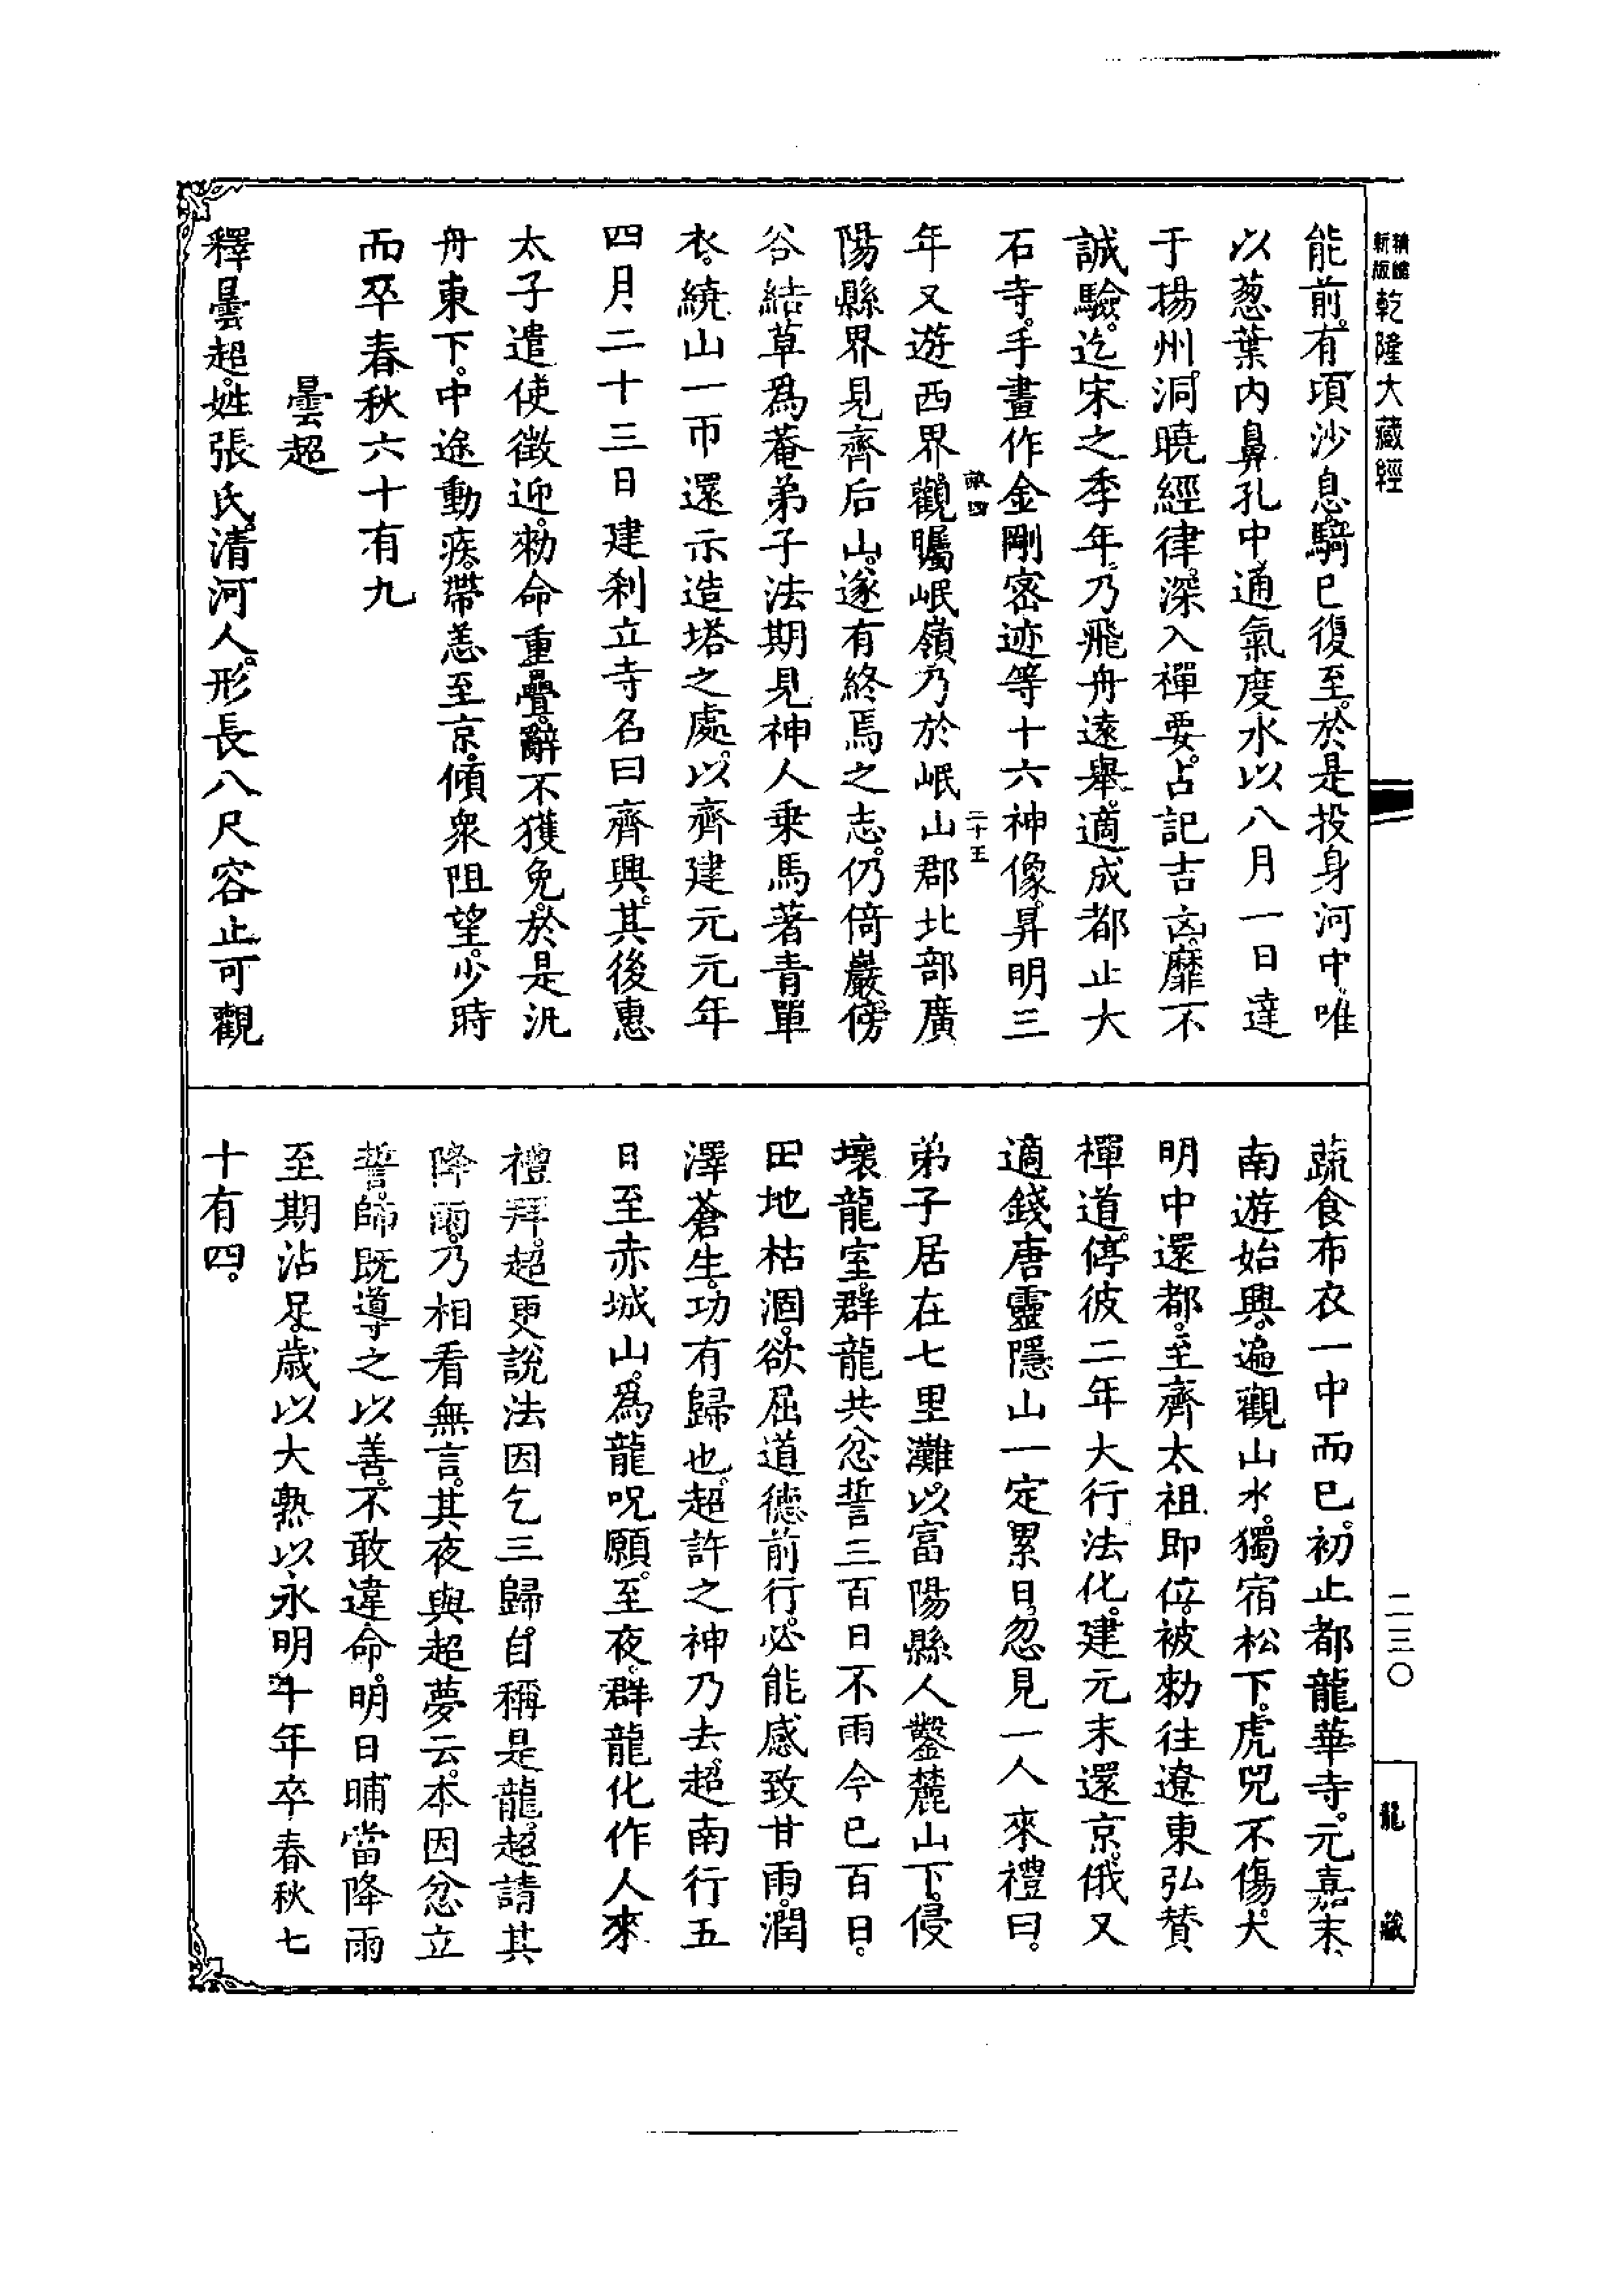 精繪
新版
乾隆大藏經
二三〇
龍藏
能前。有頃沙息。騎已復至。於是投身河中。唯
以葱葉內鼻孔中。通氣度水。以八月一日達
于揚州。洞曉經律。深入禪要。占記吉凶。靡不
誠驗。迄宋之季年。乃飛舟遠舉。適成都止大
石寺。手畫作金剛密迹等十六神像。昇明三
二十五
年又遊西界觀矚岷嶺乃於岷山郡北部廣
陽縣界見齊后山。遂有終焉之志。仍倚巖傍
谷結草爲菴弟子法期見神人乗馬著青單
衣。繞山一帀還示造塔之處。以齊建元元年
四月二十三日建刹立寺名曰齊興。其後惠
太子遣使徵迎。勑命重疊。辭不獲免。於是汎
舟東下。中途動疾。帶恙至京。傾衆阻望。少時
而卒春秋六十有九
曇超
釋曇超。姓張氏。清河人。形長八尺容止可觀
蔬食布衣一中而已。初止都龍華寺。元嘉末、
南遊始興。遍觀山水。獨宿松下。虎兕不傷。大
明中還都。至齊太祖即位。被勑往遼東弘賛
禪道。停彼二年大行法化。建元末還京。俄又
適錢唐靈隱山一定累日。忽見一人來禮曰。
弟子居在七里灘。以富陽縣人鑿麓山下。侵
壞龍室。群龍共忿誓三百日不雨今已百日。
田地枯涸。欲屈道德前行。必能感致甘雨。潤
澤蒼生。功有歸也。超許之神乃去。超南行五
日至赤城山。爲龍呪願。至夜。群龍化作人來
禮拜。超更說法因乞三歸。自稱是龍。超請其
降雨。乃相看無言。其夜與超夢云。本因忿立
誓。師既導之以善。不敢違命。明日晡當降雨
至期沾足。歲以大熟以永明十年卒春秋七
十有四。